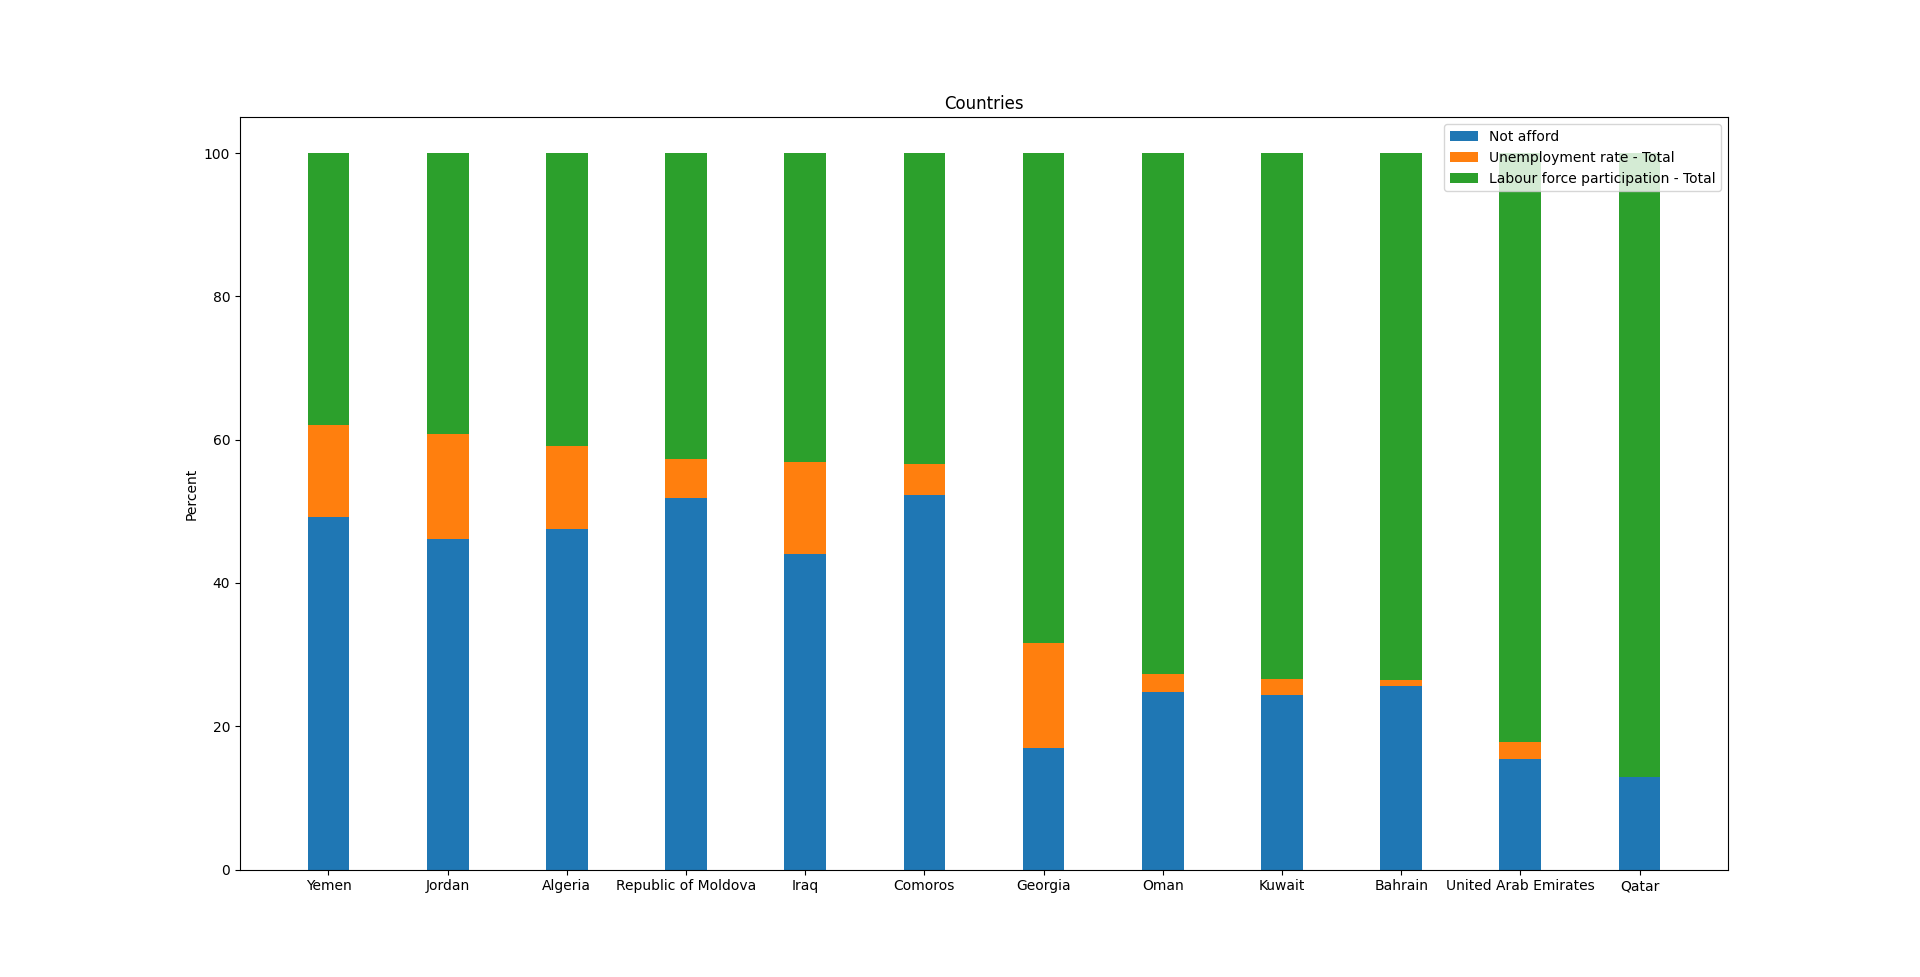 Countries
Not afford
Unemployment rate - Total
Labour force participation - Total
Percent
100
80
60
40
20
0
Yemen Jordan Algeria Republic of Moldova Iraq Comoros Georgia Oman Kuwait Bahrain United Arab Emirates Qatar